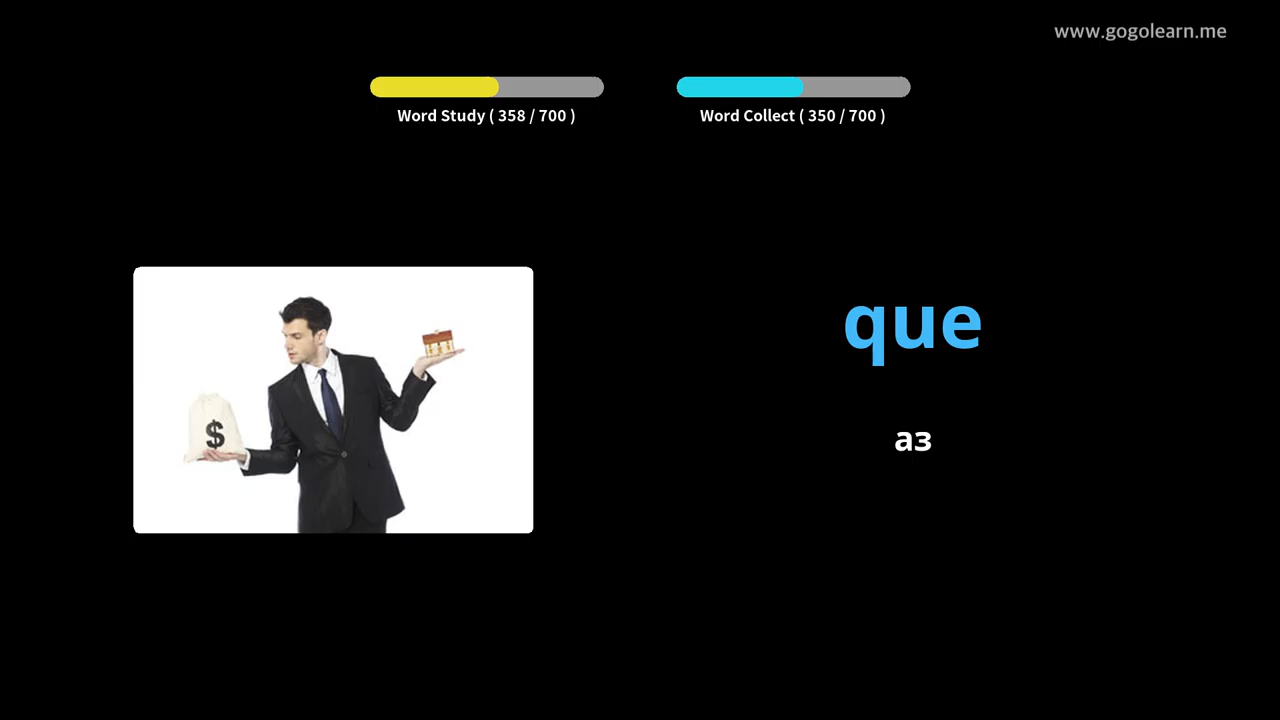 www.gogolearn.me
Word Study ( 358 / 700 )
Word Collect ( 350 / 700 )
$
que
аз